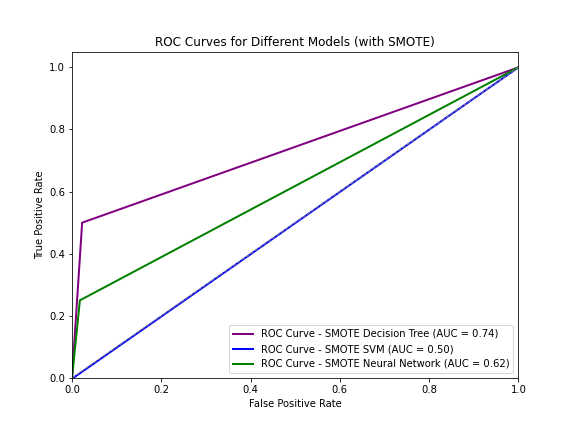 ROC Curves for Different Models (with SMOTE)
True Positive Rate
1.0
0.8
0.6
0.4
0.2
0.0
ROC Curve - SMOTE Decision Tree (AUC = 0.74)
ROC Curve - SMOTE SVM (AUC = 0.50)
ROC Curve - SMOTE Neural Network (AUC = 0.62)
0.0 0.2 0.4 0.6 0.8 1.0
False Positive Rate